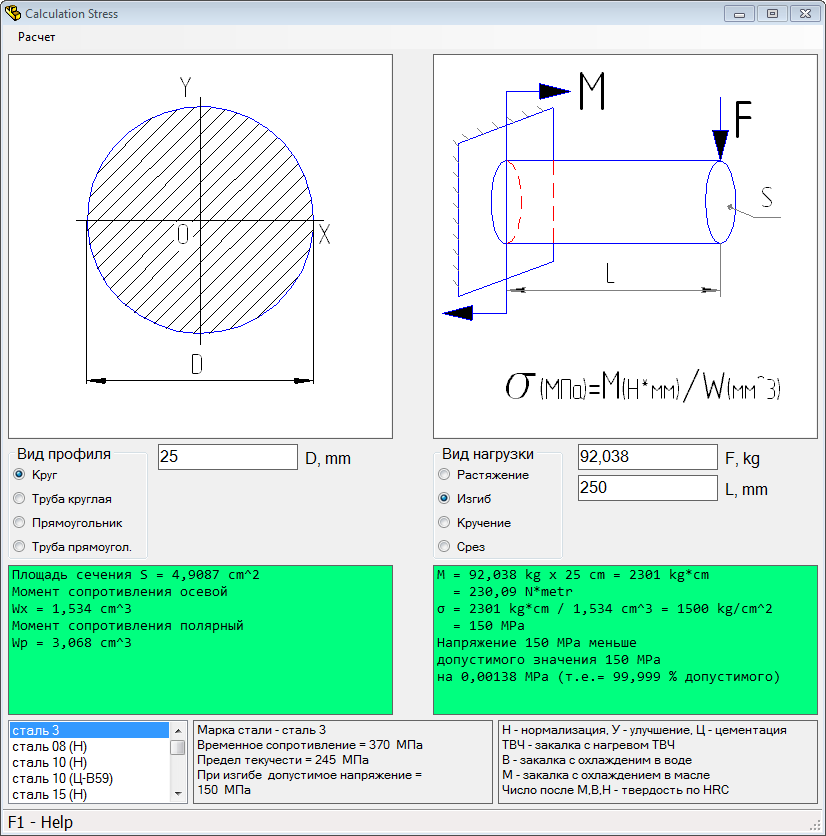 Calculation Stress
Расчет
Y
O
X
D
M
F
S
L
σ(МПа)=M(Н*мм)/W(мм^3)
Вид профиля
Круг
Труба круглая
Прямоугольник
Труба прямоугол.
25
D, mm
Вид нагрузки
Растяжение
Изгиб
Кручение
Срез
92,038
F, kg
250
L, mm
Площадь сечения S = 4,9087 cm^2
Момент сопротивления осевой
Wx = 1,534 cm^3
Момент сопротивления полярный
Wp = 3,068 cm^3
M = 92,038 kg x 25 cm = 2301 kg*cm
= 230,09 N*metr
σ = 2301 kg*cm / 1,534 cm^3 = 1500 kg/cm^2
= 150 MPa
Напряжение 150 MPa меньше
допустимого значения 150 MPa
на 0,00138 MPa (т.е.= 99,999 % допустимого)
сталь 3
сталь 08 (Н)
сталь 10 (Н)
сталь 10 (Ц-В59)
сталь 15 (Н)
Марка стали - сталь 3
Временное сопротивление = 370 МПа
Предел текучести = 245 МПа
При изгибе допустимое напряжение =
150 МПа
Н - нормализация, У - улучшение, Ц - цементация
ТВЧ - закалка с нагревом ТВЧ
В - закалка с охлаждением в воде
М - закалка с охлаждением в масле
Число после М,В,Н - твердость по HRC
F1 - Help